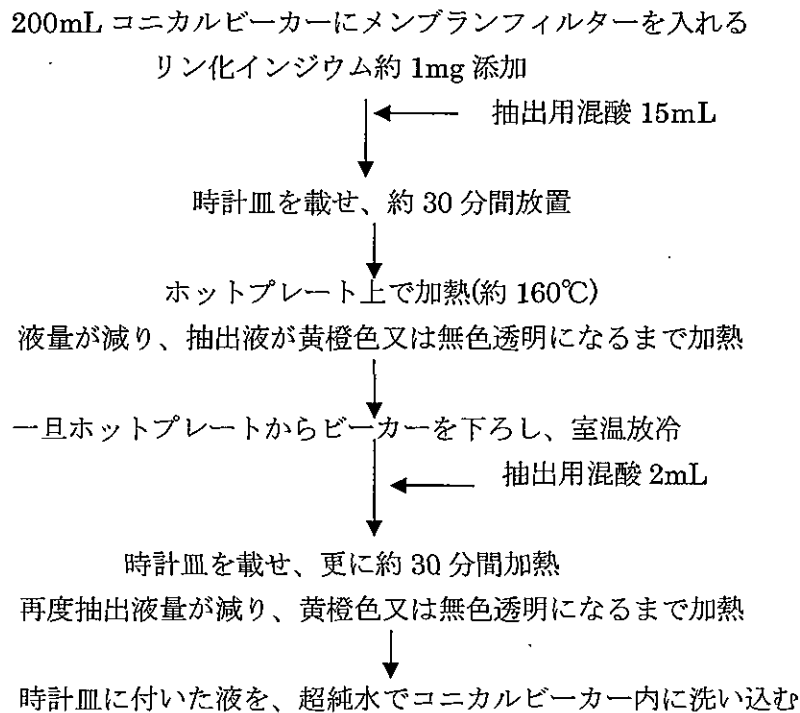 200mL コニカルビーカーにメンブランフィルターを入れる
リン化インジウム約 1mg 添加
抽出用混酸 15mL
時計皿を載せ、約 30 分間放置
ホットプレート上で加熱(約 160℃)
液量が減り、抽出液が黄橙色又は無色透明になるまで加熱
一旦ホットプレートからビーカーを下ろし、室温放冷
抽出用混酸 2mL
時計皿を載せ、更に約 30 分間加熱
再度抽出液量が減り、黄橙色又は無色透明になるまで加熱
時計皿に付いた液を、超純水でコニカルビーカー内に洗い込む